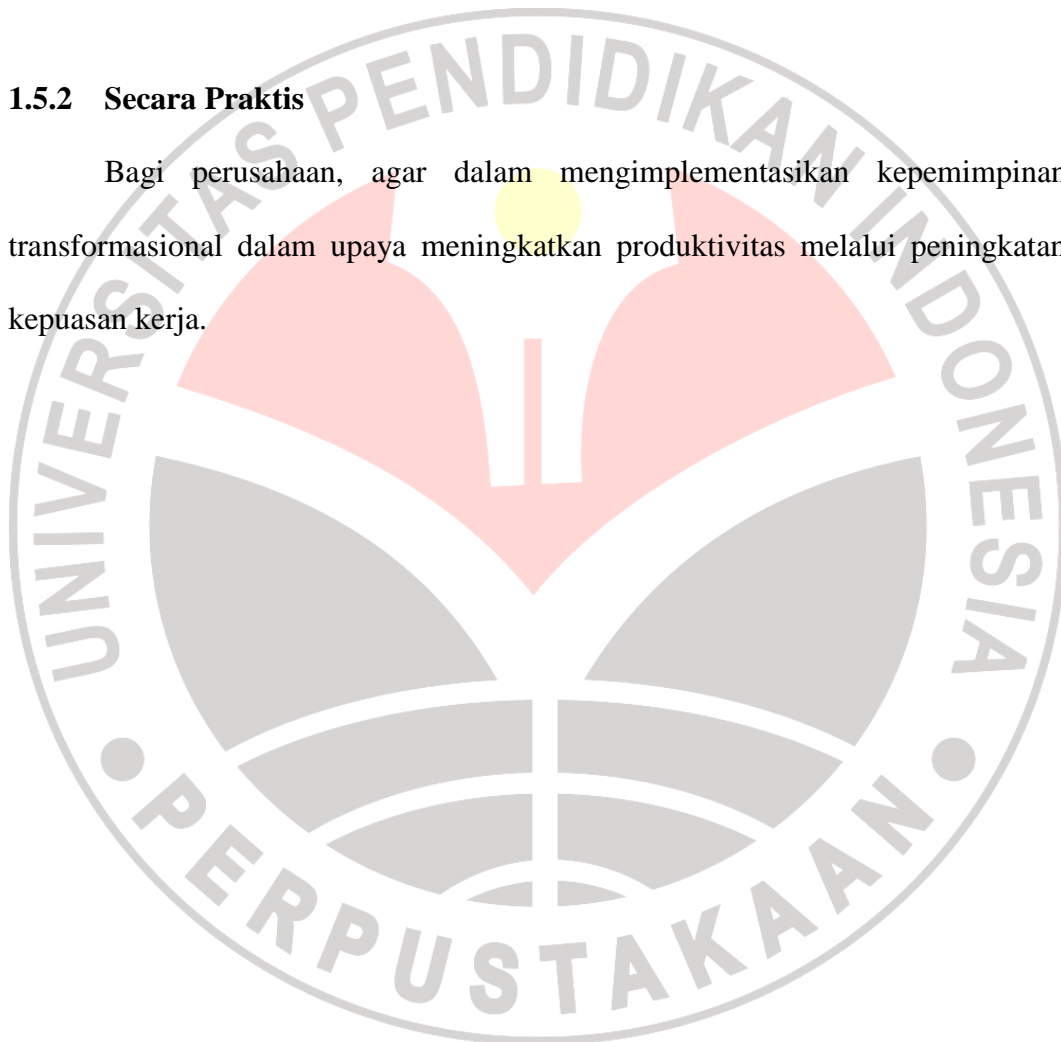 1.5.2 Secara Praktis
Bagi perusahaan, agar dalam mengimplementasikan kepemimpinan
transformasional dalam upaya meningkatkan produktivitas melalui peningkatan
kepuasan kerja.
UNIVERSITAS PENDIDIKAN INDONESIA
PERPUSTAKAAN